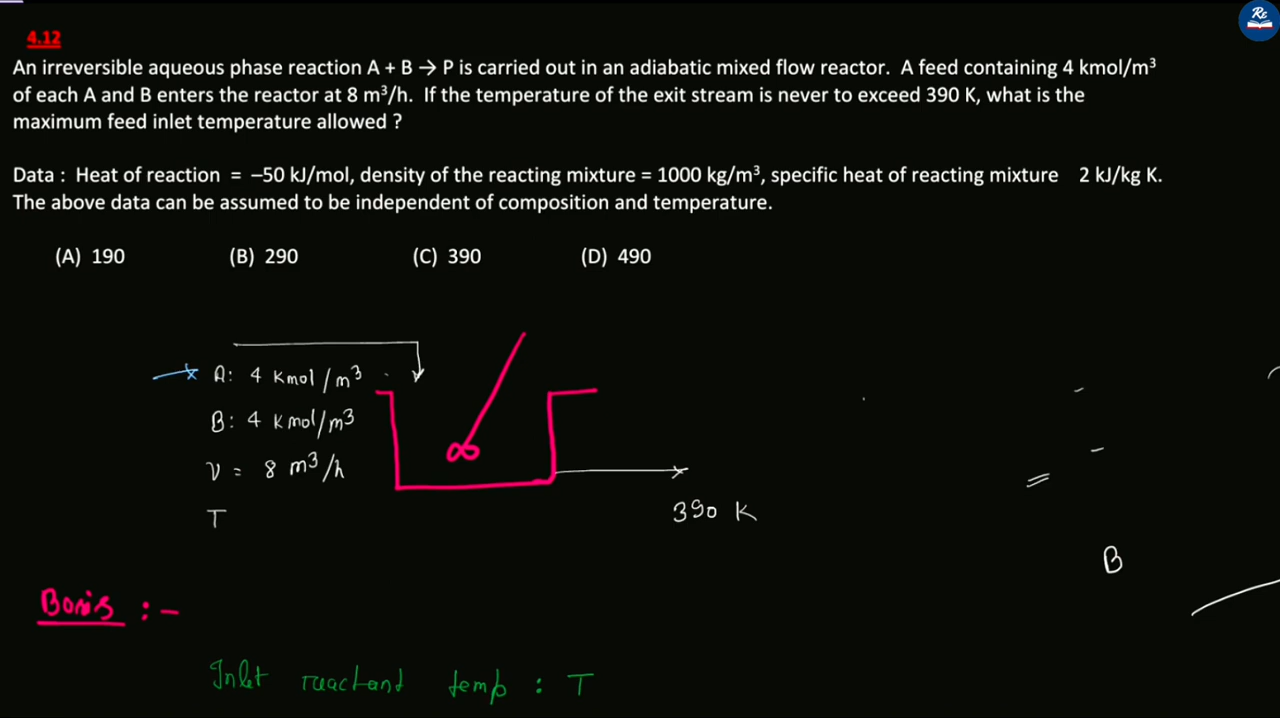 Re
4.12
An irreversible aqueous phase reaction A + B → P is carried out in an adiabatic mixed flow reactor. A feed containing 4 kmol/m³
of each A and B enters the reactor at 8 m³/h. If the temperature of the exit stream is never to exceed 390 K, what is the
maximum feed inlet temperature allowed ?
Data : Heat of reaction = –50 kJ/mol, density of the reacting mixture = 1000 kg/m³, specific heat of reacting mixture 2 kJ/kg K.
The above data can be assumed to be independent of composition and temperature.
(A) 190 (B) 290 (C) 390 (D) 490
A: 4 Kmol/m³
B: 4 Kmol/m³
ν = 8 m³/h
T
390 K
=
B
Basis :-
Inlet reactant temp : T